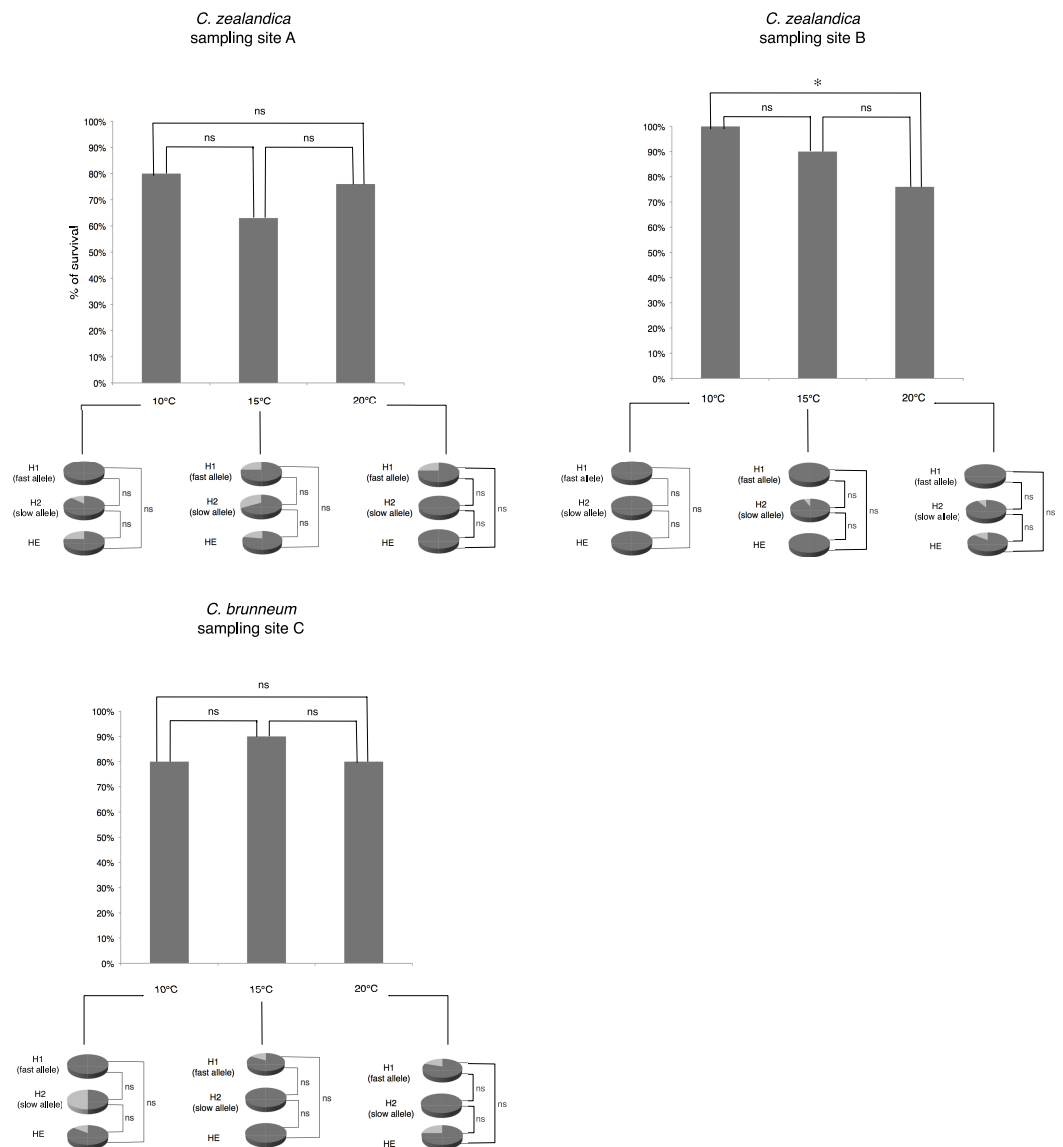 C. zealandica
sampling site A
ns
ns
ns
100%
90%
80%
70%
60%
50%
40%
30%
20%
10%
0%
% of survival
10°C
15°C
20°C
H1
(fast allele)
H2
(slow allele)
HE
ns
ns
ns
H1
(fast allele)
H2
(slow allele)
HE
ns
ns
ns
H1
(fast allele)
H2
(slow allele)
HE
ns
ns
ns
C. zealandica
sampling site B
*
ns
ns
100%
90%
80%
70%
60%
50%
40%
30%
20%
10%
0%
10°C
15°C
20°C
H1
(fast allele)
H2
(slow allele)
HE
ns
ns
ns
H1
(fast allele)
H2
(slow allele)
HE
ns
ns
ns
H1
(fast allele)
H2
(slow allele)
HE
ns
ns
ns
C. brunneum
sampling site C
ns
ns
ns
100%
90%
80%
70%
60%
50%
40%
30%
20%
10%
0%
10°C
15°C
20°C
H1
(fast allele)
H2
(slow allele)
HE
ns
ns
ns
H1
(fast allele)
H2
(slow allele)
HE
ns
ns
ns
H1
(fast allele)
H2
(slow allele)
HE
ns
ns
ns